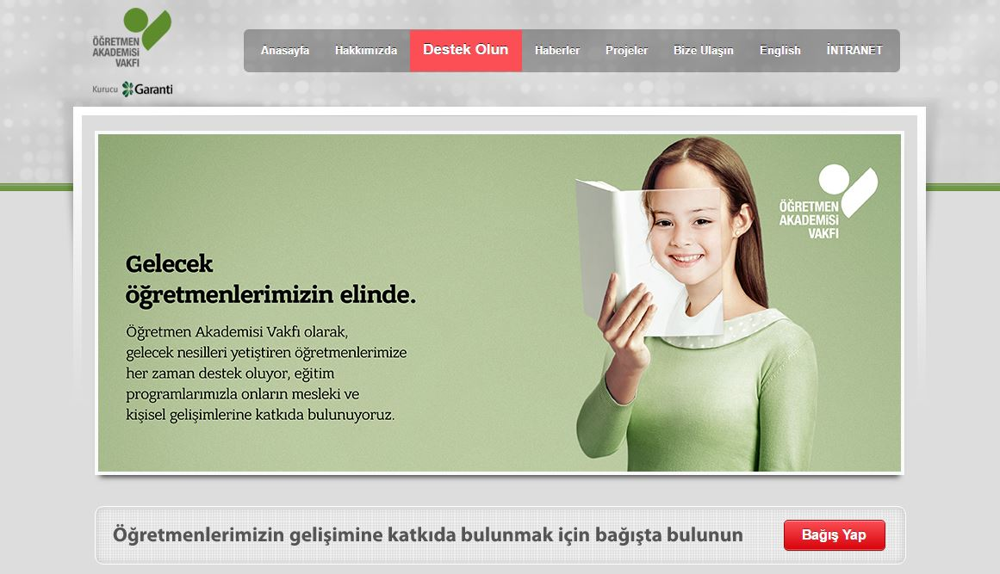 ÖĞRETMEN
AKADEMİSİ
VAKFI
Kurucu Garanti
Anasayfa Hakkımızda Destek Olun Haberler Projeler Bize Ulaşın English İNTRANET
ÖĞRETMEN
AKADEMİSİ
VAKFI
Gelecek
öğretmenlerimizin elinde.
Öğretmen Akademisi Vakfı olarak,
gelecek nesilleri yetiştiren öğretmenlerimize
her zaman destek oluyor, eğitim
programlarımızla onların mesleki ve
kişisel gelişimlerine katkıda bulunuyoruz.
Öğretmenlerimizin gelişimine katkıda bulunmak için bağışta bulunun
Bağış Yap